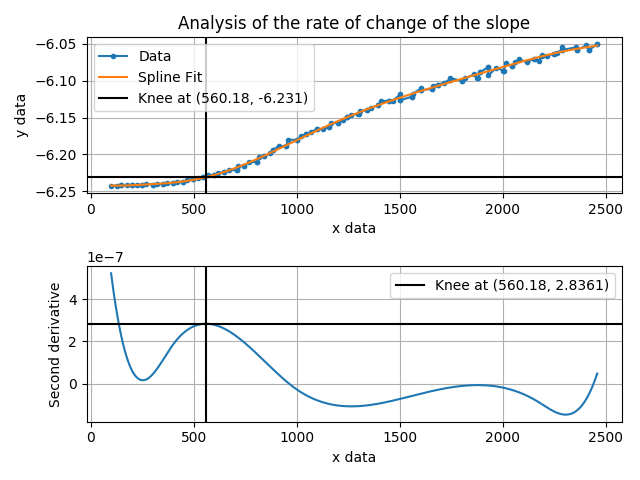 Analysis of the rate of change of the slope
−6.05
−6.10
−6.15
−6.20
−6.25
y data
Data
Spline Fit
Knee at (560.18, -6.231)
0
500
1000
1500
2000
2500
x data
1e−7
4
2
0
Second derivative
Knee at (560.18, 2.8361)
0
500
1000
1500
2000
2500
x data